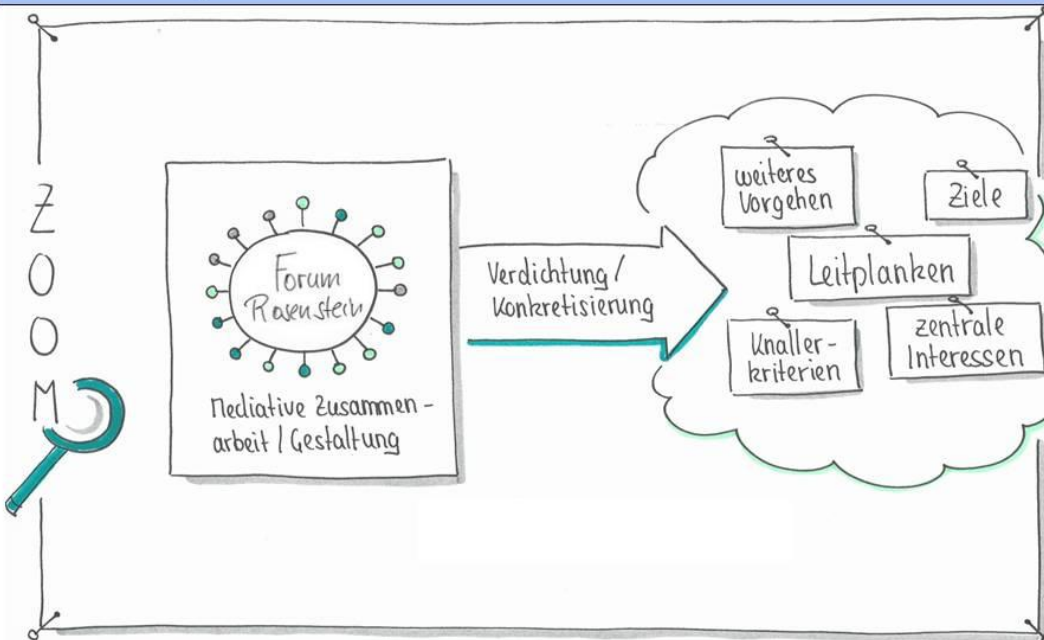 ZOOM
Forum
Rosenstein
Mediative Zusammen-
arbeit / Gestaltung
Verdichtung /
Konkretisierung
weiteres
Vorgehen
Ziele
Leitplanken
Knaller-
kriterien
zentrale
Interessen